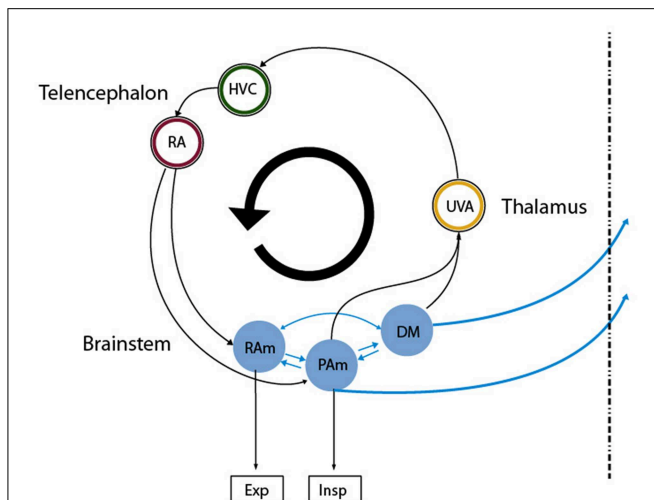 HVC
Telencephalon
RA
UVA
Thalamus
DM
Brainstem
RAm
PAm
Exp
Insp